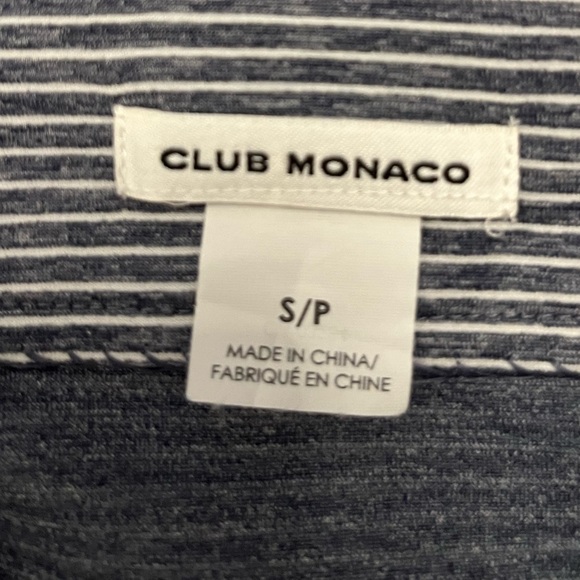 CLUB MONACO
S/P
MADE IN CHINA/
FABRIQUÉ EN CHINE